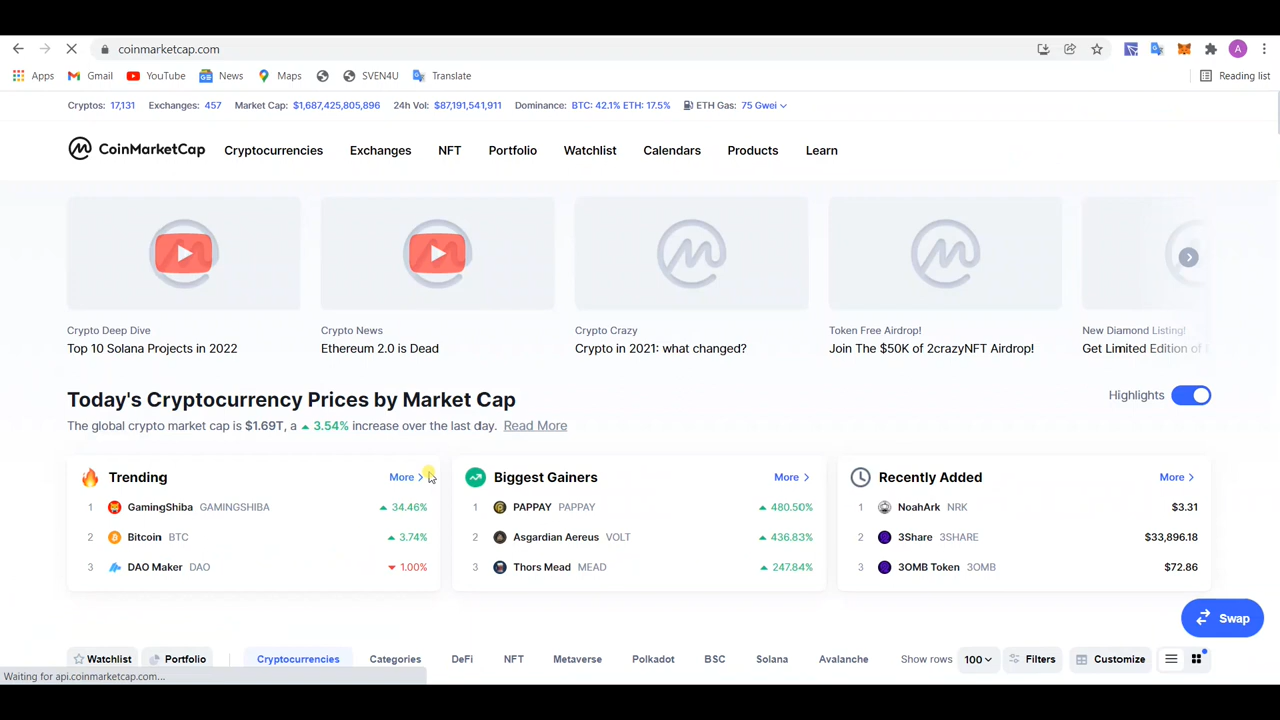 coinmarketcap.com
A
Apps Gmail YouTube News Maps SVEN4U Translate Reading list
Cryptos: 17,131 Exchanges: 457 Market Cap: $1,687,425,805,896 24h Vol: $87,191,541,911 Dominance: BTC: 42.1% ETH: 17.5% ETH Gas: 75 Gwei
CoinMarketCap Cryptocurrencies Exchanges NFT Portfolio Watchlist Calendars Products Learn
Crypto Deep Dive
Top 10 Solana Projects in 2022
Crypto News
Ethereum 2.0 is Dead
Crypto Crazy
Crypto in 2021: what changed?
Token Free Airdrop!
Join The $50K of 2crazyNFT Airdrop!
New Diamond Listing!
Get Limited Edition of
Today's Cryptocurrency Prices by Market Cap
Highlights
The global crypto market cap is $1.69T, a 3.54% increase over the last day. Read More
Trending More
1 GamingShiba GAMINGSHIBA 34.46%
2 Bitcoin BTC 3.74%
3 DAO Maker DAO 1.00%
Biggest Gainers More
1 PAPPAY PAPPAY 480.50%
2 Asgardian Aereus VOLT 436.83%
3 Thors Mead MEAD 247.84%
Recently Added More
1 NoahArk NRK $3.31
2 3Share 3SHARE $33,896.18
3 3OMB Token 3OMB $72.86
Swap
Watchlist Portfolio Cryptocurrencies Categories DeFi NFT Metaverse Polkadot BSC Solana Avalanche Show rows 100 Filters Customize
Waiting for api.coinmarketcap.com...